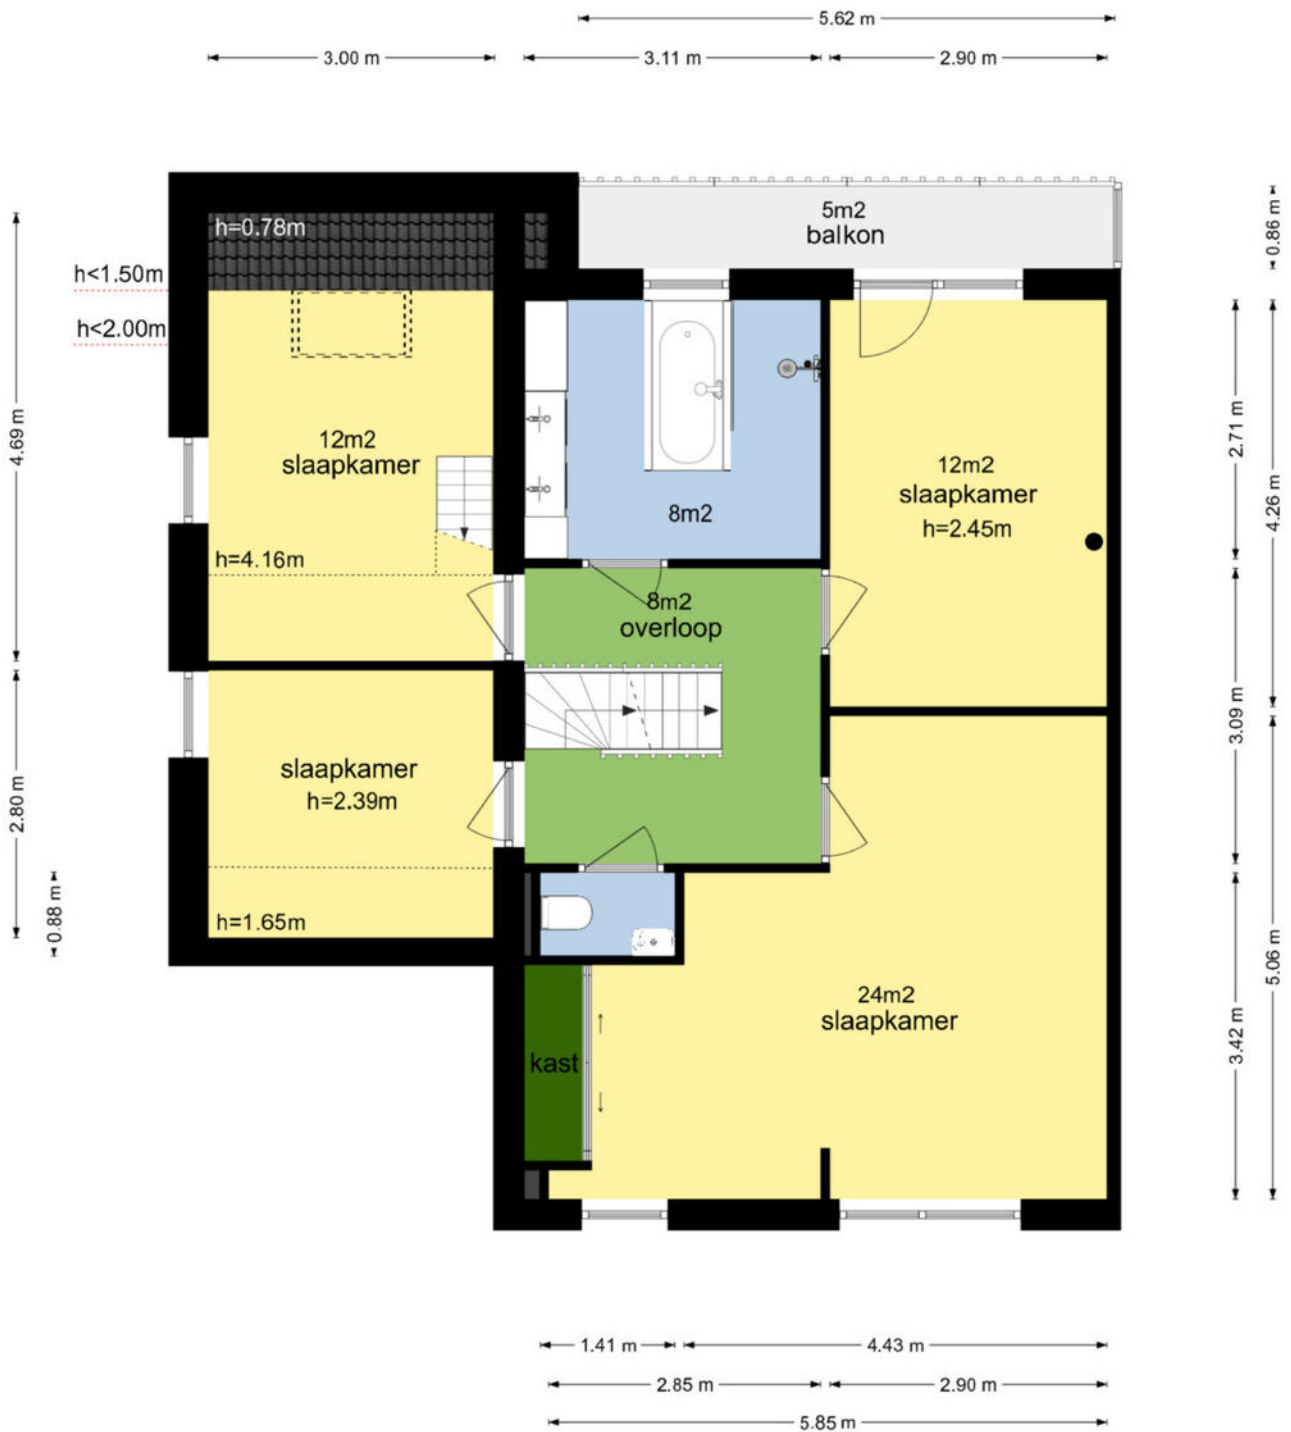 5.62 m
3.00 m
3.11 m
2.90 m
h=0.78m
5m2
balkon
0.86 m
h<1.50m
h<2.00m
4.69 m
12m2
slaapkamer
h=4.16m
8m2
12m2
slaapkamer
h=2.45m
2.71 m
4.26 m
8m2
overloop
3.09 m
slaapkamer
h=2.39m
2.80 m
0.88 m
h=1.65m
24m2
slaapkamer
kast
5.06 m
3.42 m
1.41 m
4.43 m
2.85 m
2.90 m
5.85 m